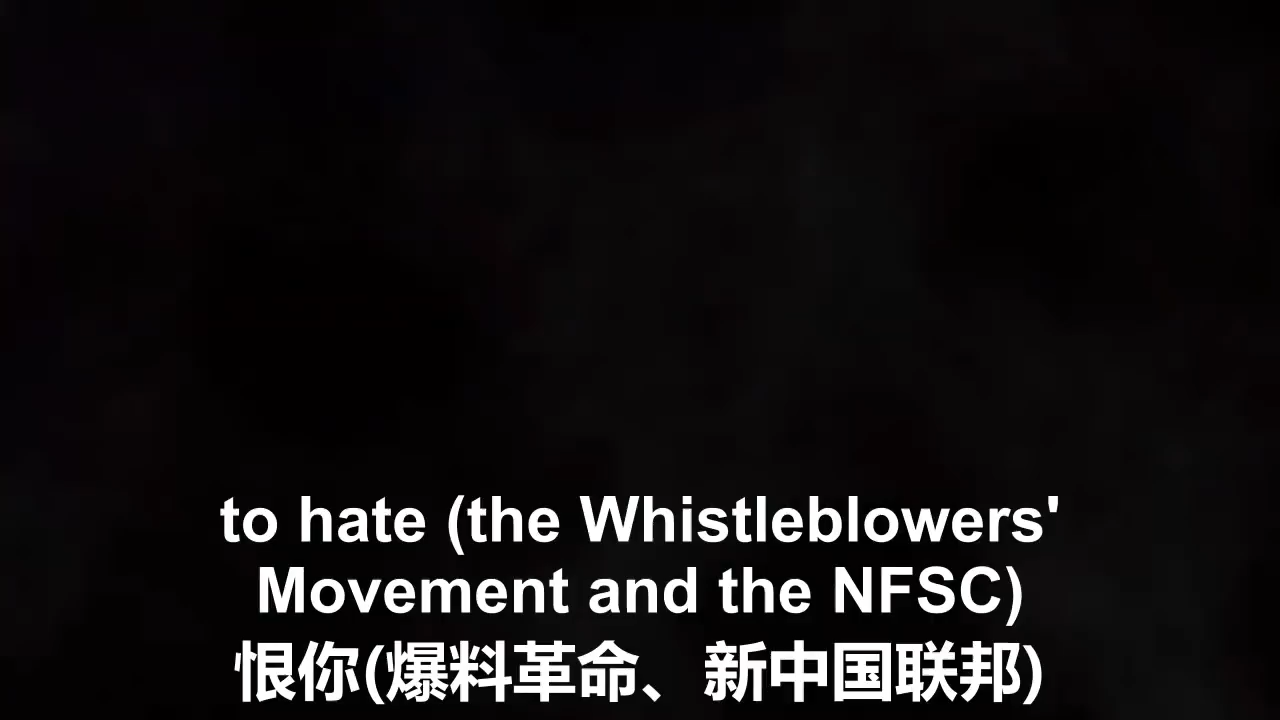 to hate (the Whistleblowers'
Movement and the NFSC)
恨你(爆料革命、新中国联邦)